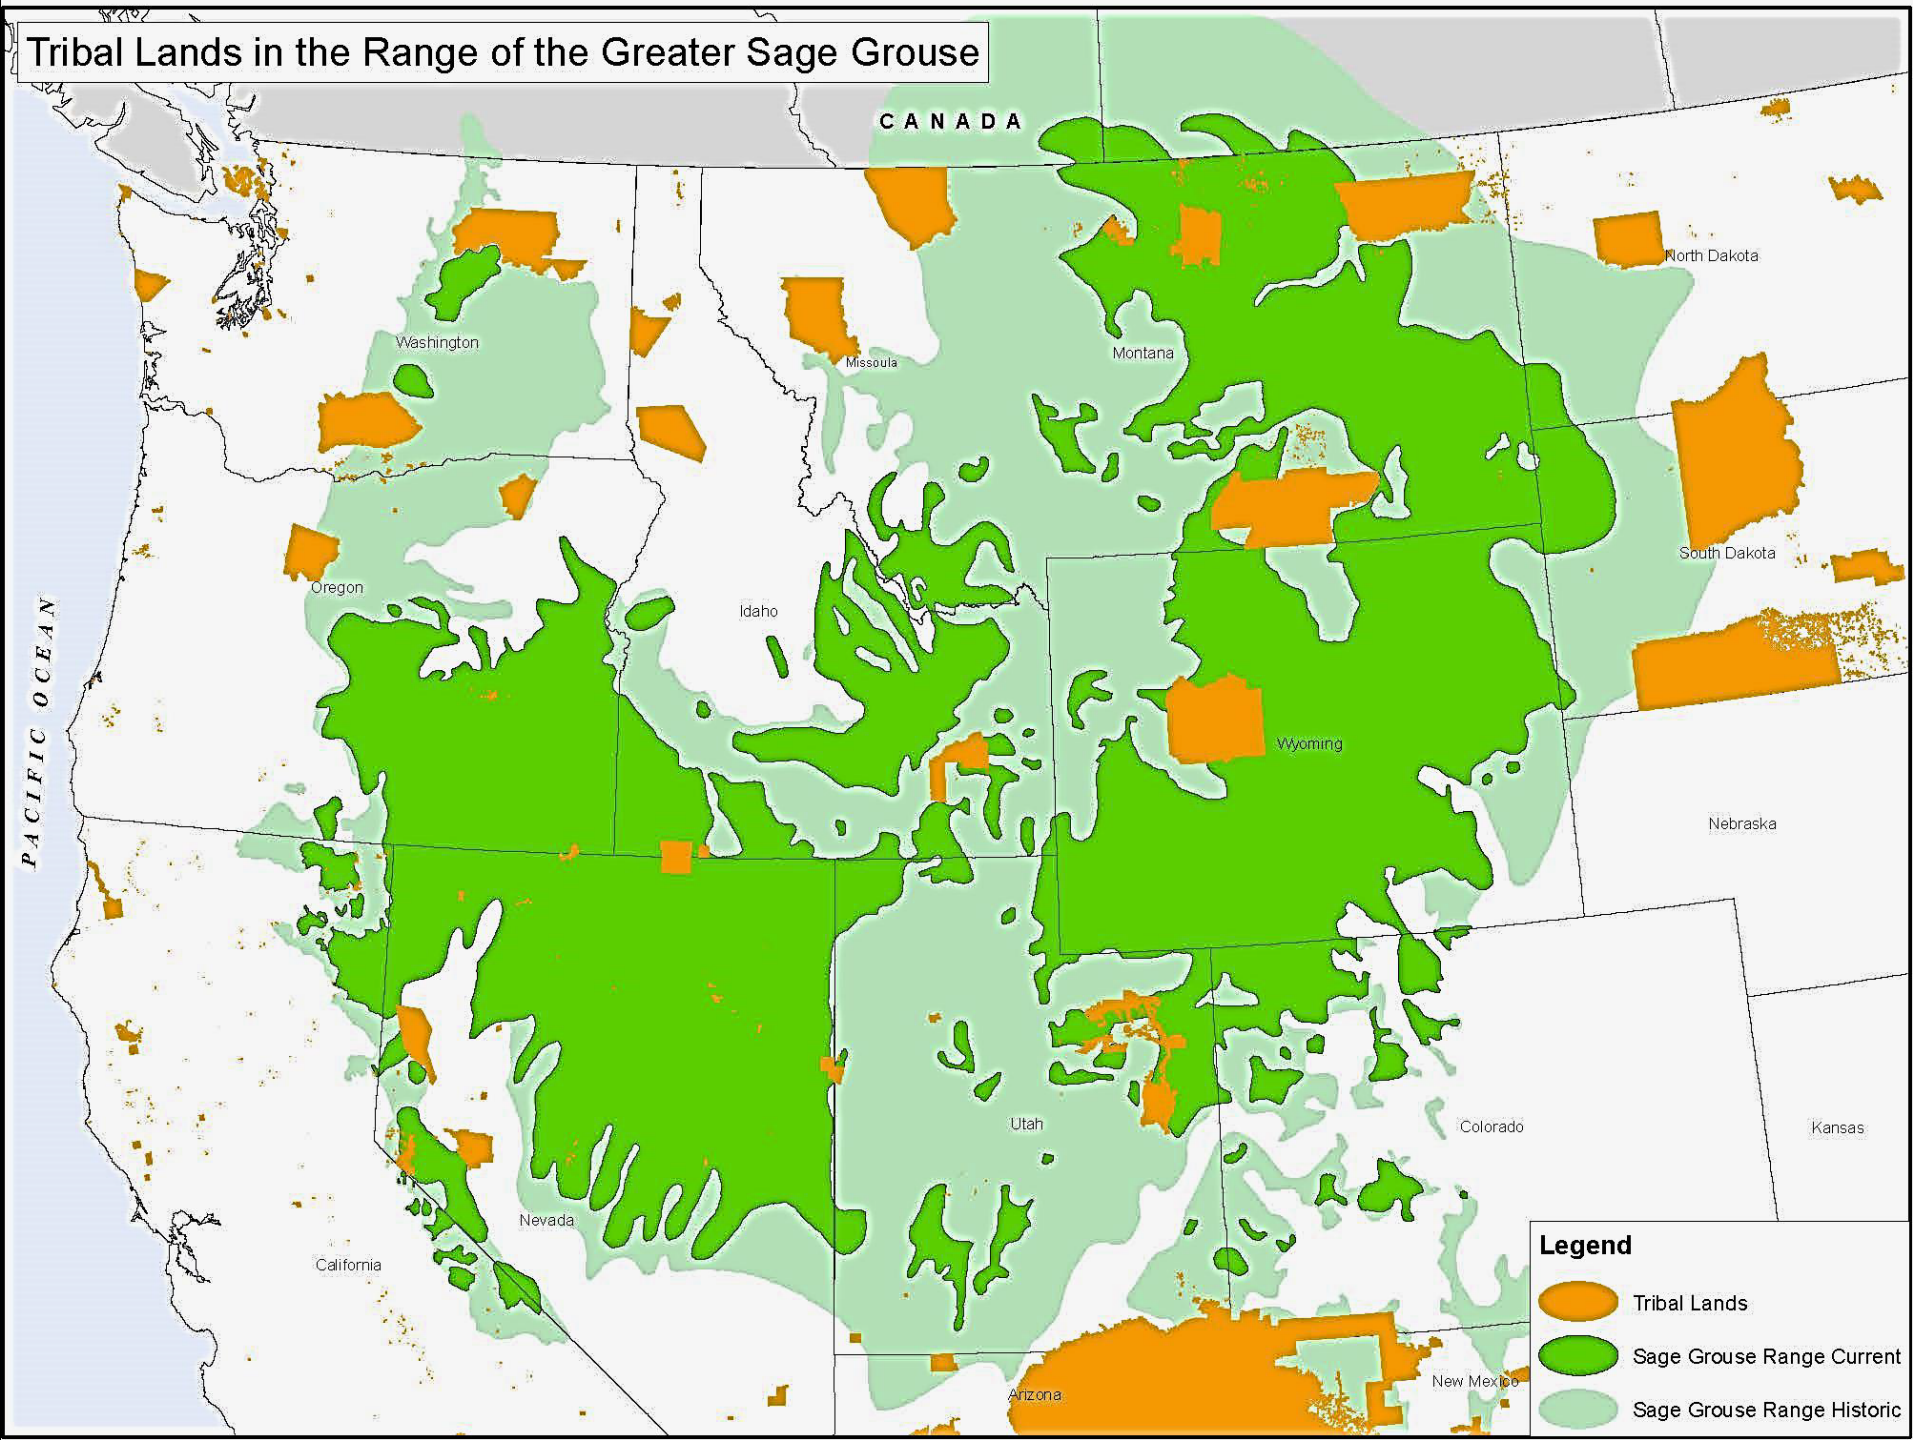 Tribal Lands in the Range of the Greater Sage Grouse
CANADA
North Dakota
Washington
Montana
Missoula
South Dakota
Oregon
Idaho
PACIFIC OCEAN
Wyoming
Nebraska
Utah
Colorado
Kansas
Nevada
California
Arizona
New Mexico
Legend
Tribal Lands
Sage Grouse Range Current
Sage Grouse Range Historic